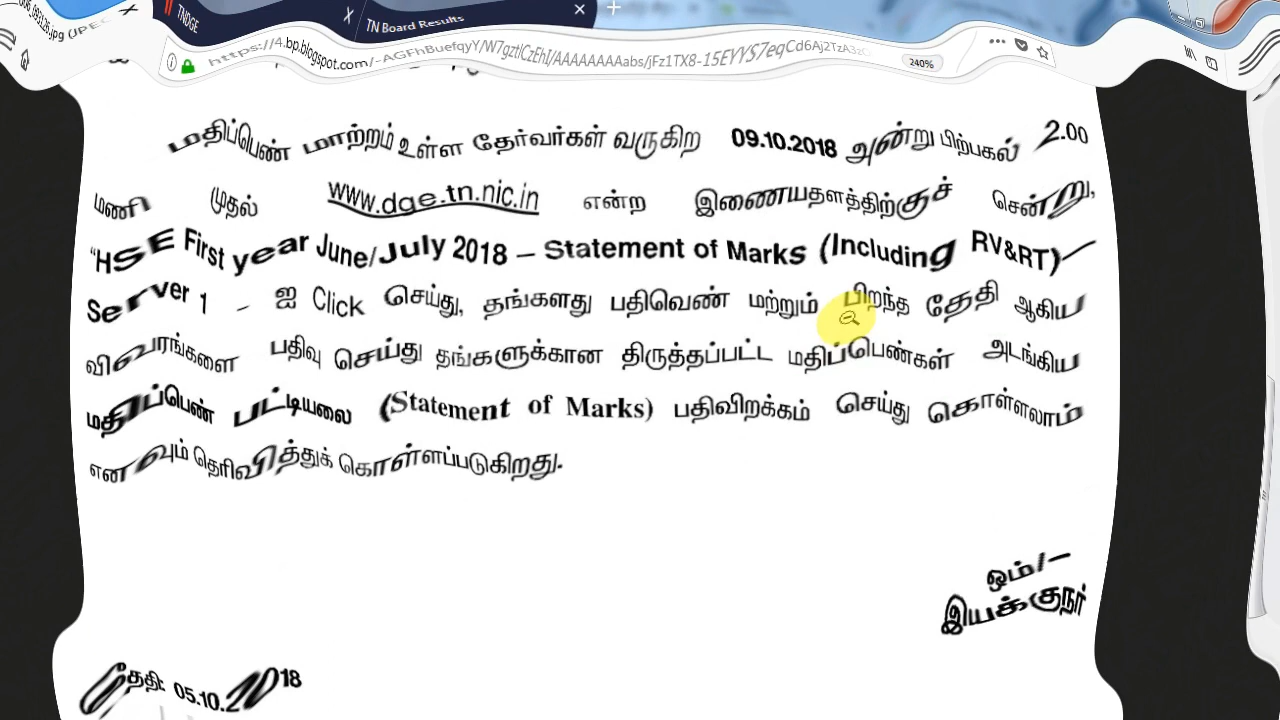 TNDGE
TN Board Results
240%
மதிப்பெண் மாற்றம் உள்ள தேர்வர்கள் வருகிற 09.10.2018 அன்று பிற்பகல் 2.00
மணி முதல் www.dge.tn.nic.in என்ற இணையதளத்திற்குச் சென்று,
“HSE First year June/July 2018 – Statement of Marks (Including RV&RT)–
Server 1 - ஐ Click செய்து, தங்களது பதிவெண் மற்றும் பிறந்த தேதி ஆகிய
விவரங்களை பதிவு செய்து தங்களுக்கான திருத்தப்பட்ட மதிப்பெண்கள் அடங்கிய
மதிப்பெண் பட்டியலை (Statement of Marks) பதிவிறக்கம் செய்து கொள்ளலாம்
எனவும் தெரிவித்துக் கொள்ளப்படுகிறது.
ஒம்/–
இயக்குநர்
தேதி: 05.10.2018